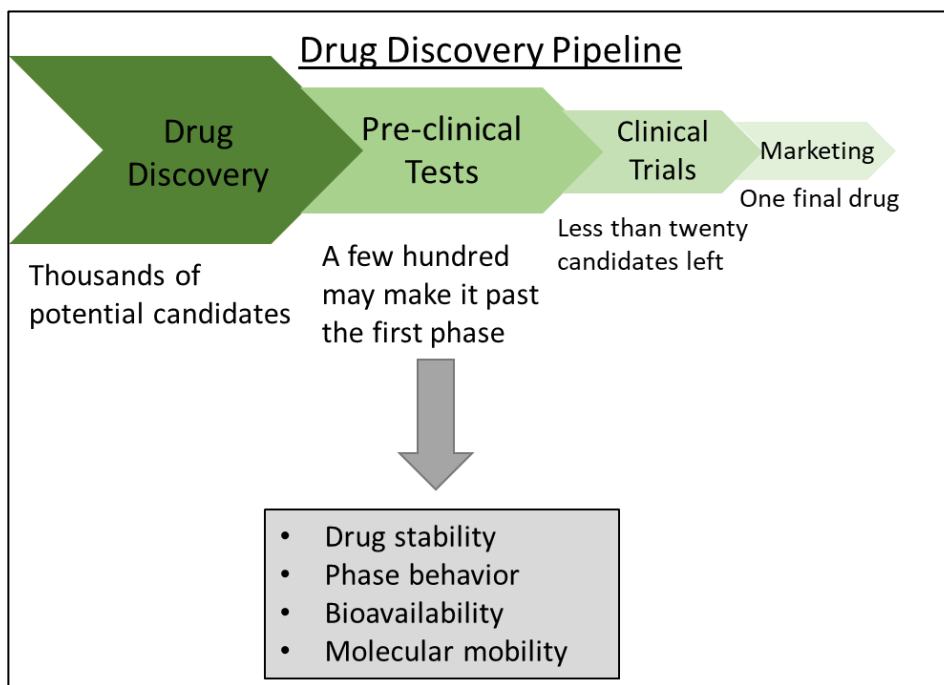 Drug Discovery Pipeline
Drug
Discovery
Pre-clinical
Tests
Clinical
Trials
Marketing
Thousands of
potential candidates
A few hundred
may make it past
the first phase
Less than twenty
candidates left
One final drug
• Drug stability
• Phase behavior
• Bioavailability
• Molecular mobility